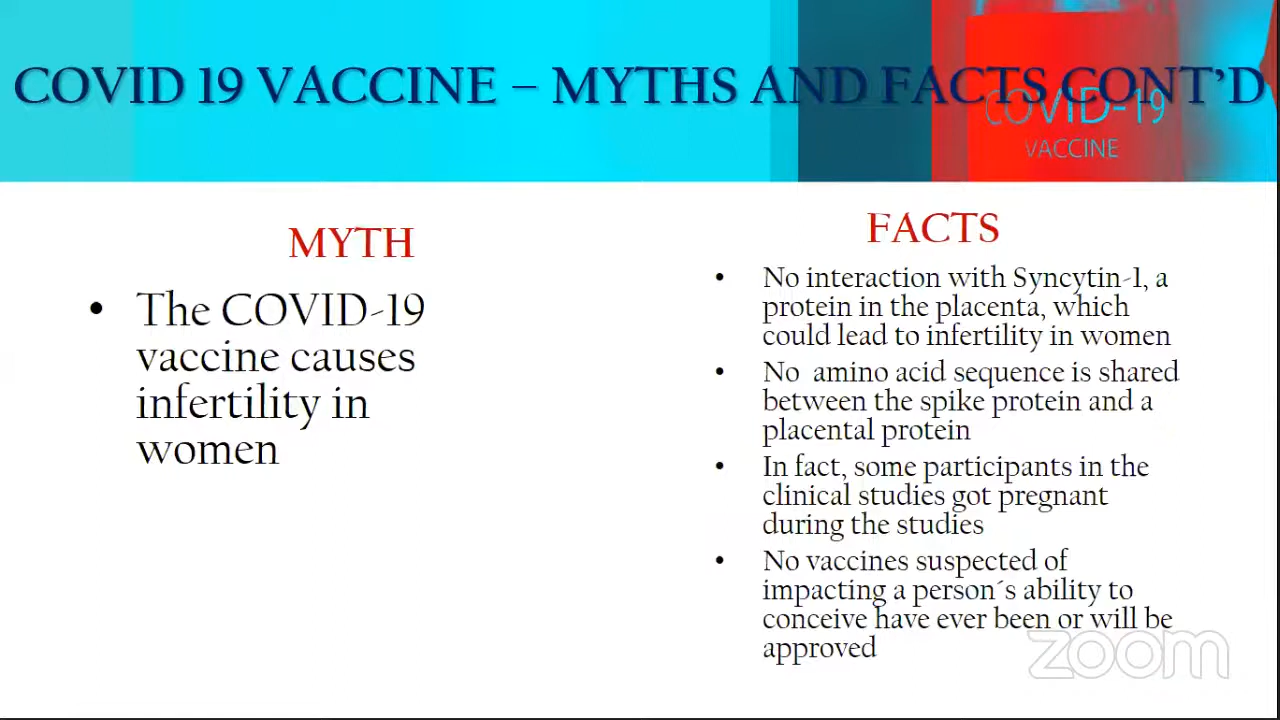 COVID 19 VACCINE – MYTHS AND FACTS CONT’D
COVID-19
VACCINE
MYTH
• The COVID-19
vaccine causes
infertility in
women
FACTS
• No interaction with Syncytin-1, a
protein in the placenta, which
could lead to infertility in women
• No amino acid sequence is shared
between the spike protein and a
placental protein
• In fact, some participants in the
clinical studies got pregnant
during the studies
• No vaccines suspected of
impacting a person´s ability to
conceive have ever been or will be
approved
zoom